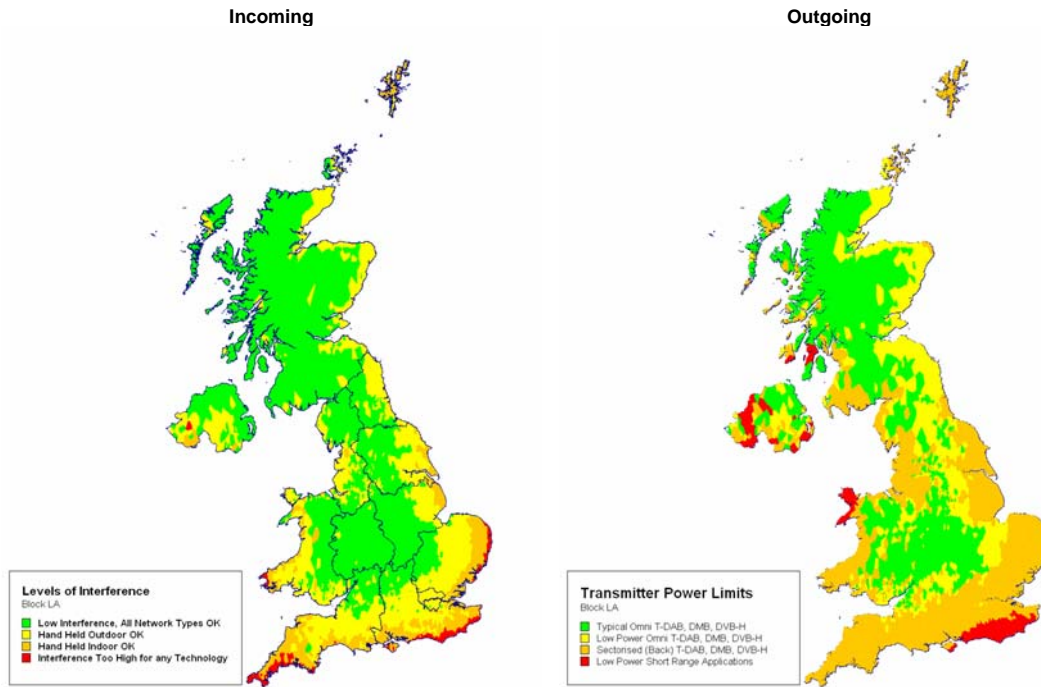 Incoming
Outgoing
Levels of Interference
Block LA
Low Interference, All Network Types OK
Hand Held Outdoor OK
Hand Held Indoor OK
Interference Too High for any Technology
Transmitter Power Limits
Block LA
Typical Omni T-DAB, DMB, DVB-H
Low Power Omni T-DAB, DMB, DVB-H
Sectorised (Back) T-DAB, DMB, DVB-H
Low Power Short Range Applications